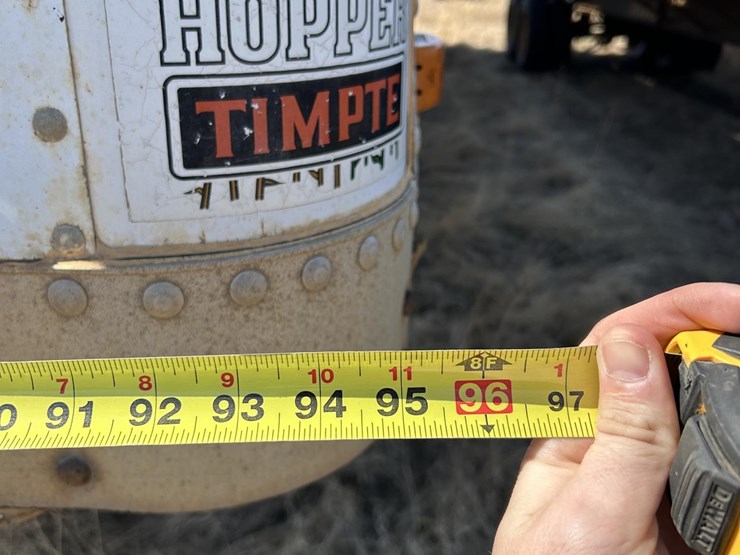 HOPPER
TIMPTE
7 8 9 10 11 8F 1
91 92 93 94 95 96 97
DEWALT